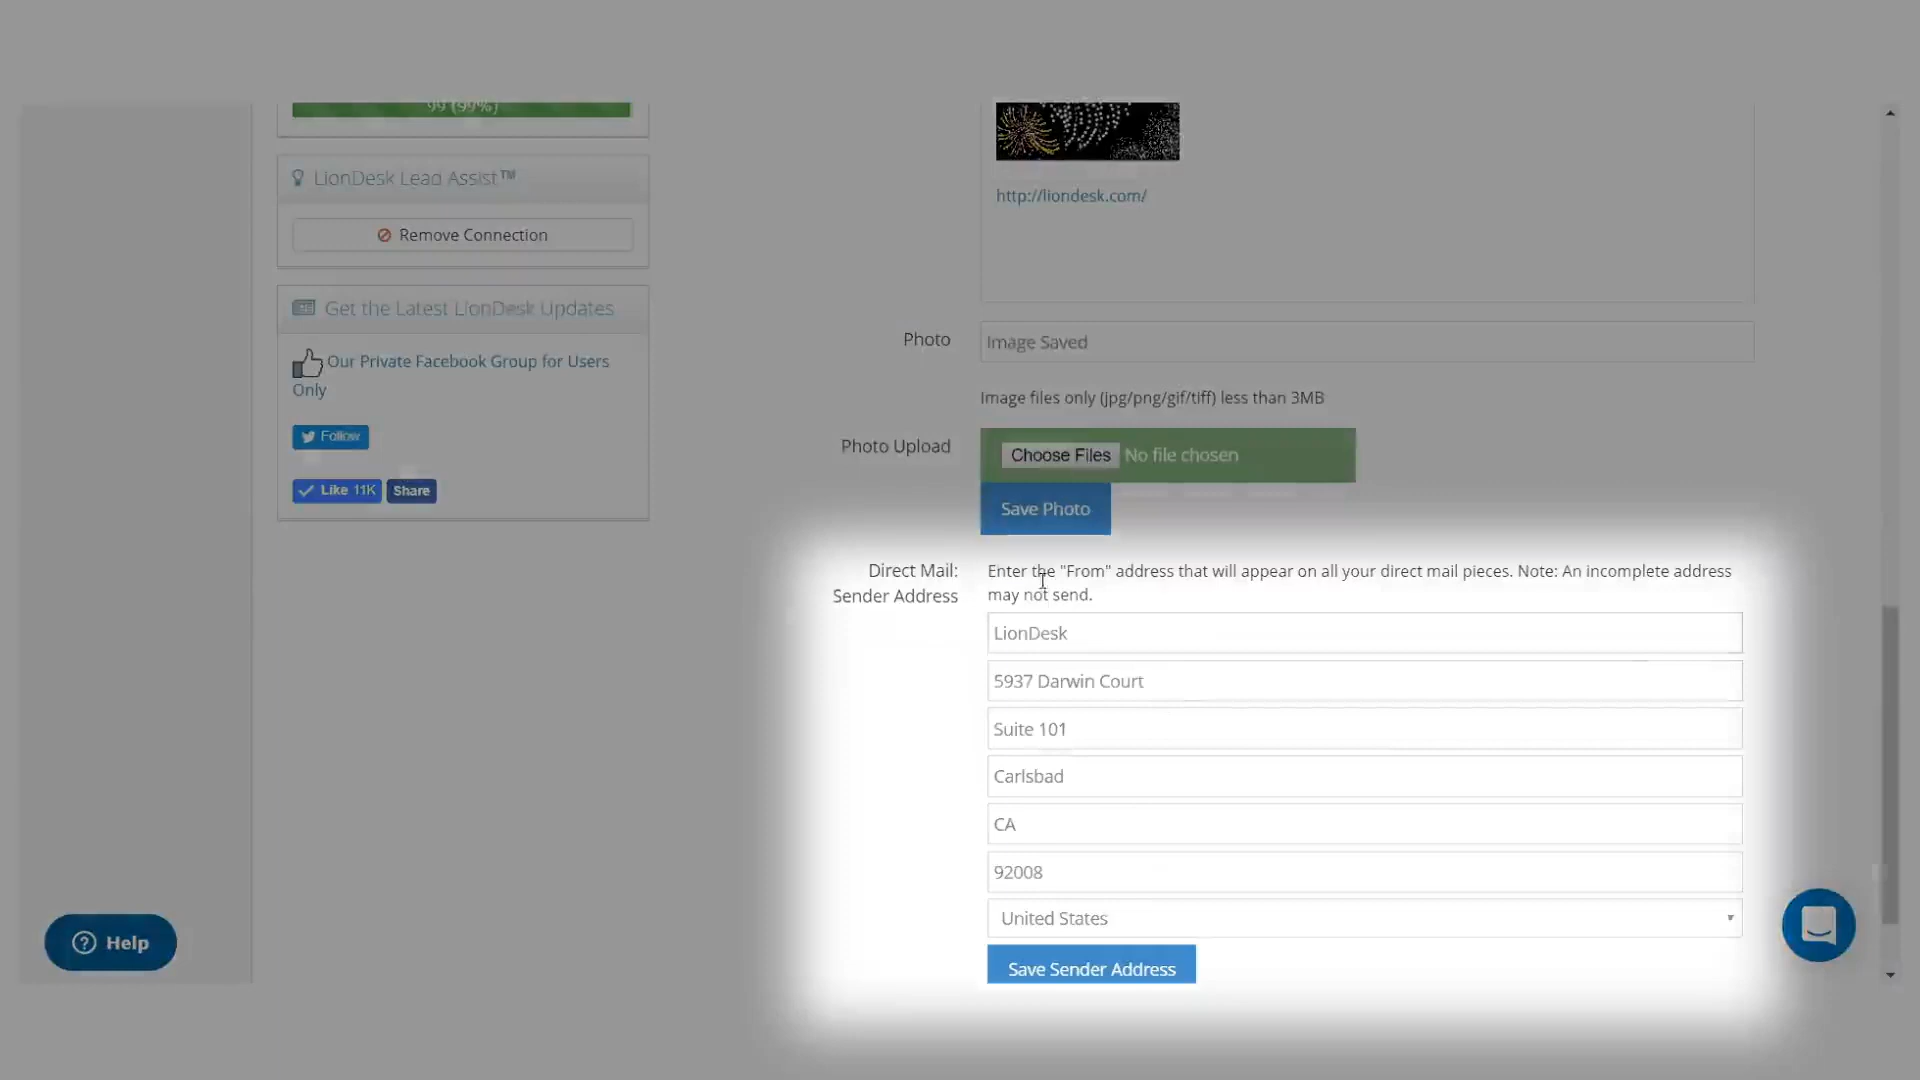 99 (99%)
LionDesk Lead Assist™
Remove Connection
Get the Latest LionDesk Updates
Our Private Facebook Group for Users
Only
Follow
Like 11K Share
http://liondesk.com/
Photo Image Saved
Image files only (jpg/png/gif/tiff) less than 3MB
Photo Upload Choose Files No file chosen
Save Photo
Direct Mail:
Sender Address
Enter the "From" address that will appear on all your direct mail pieces. Note: An incomplete address
may not send.
LionDesk
5937 Darwin Court
Suite 101
Carlsbad
CA
92008
United States
Save Sender Address
Help